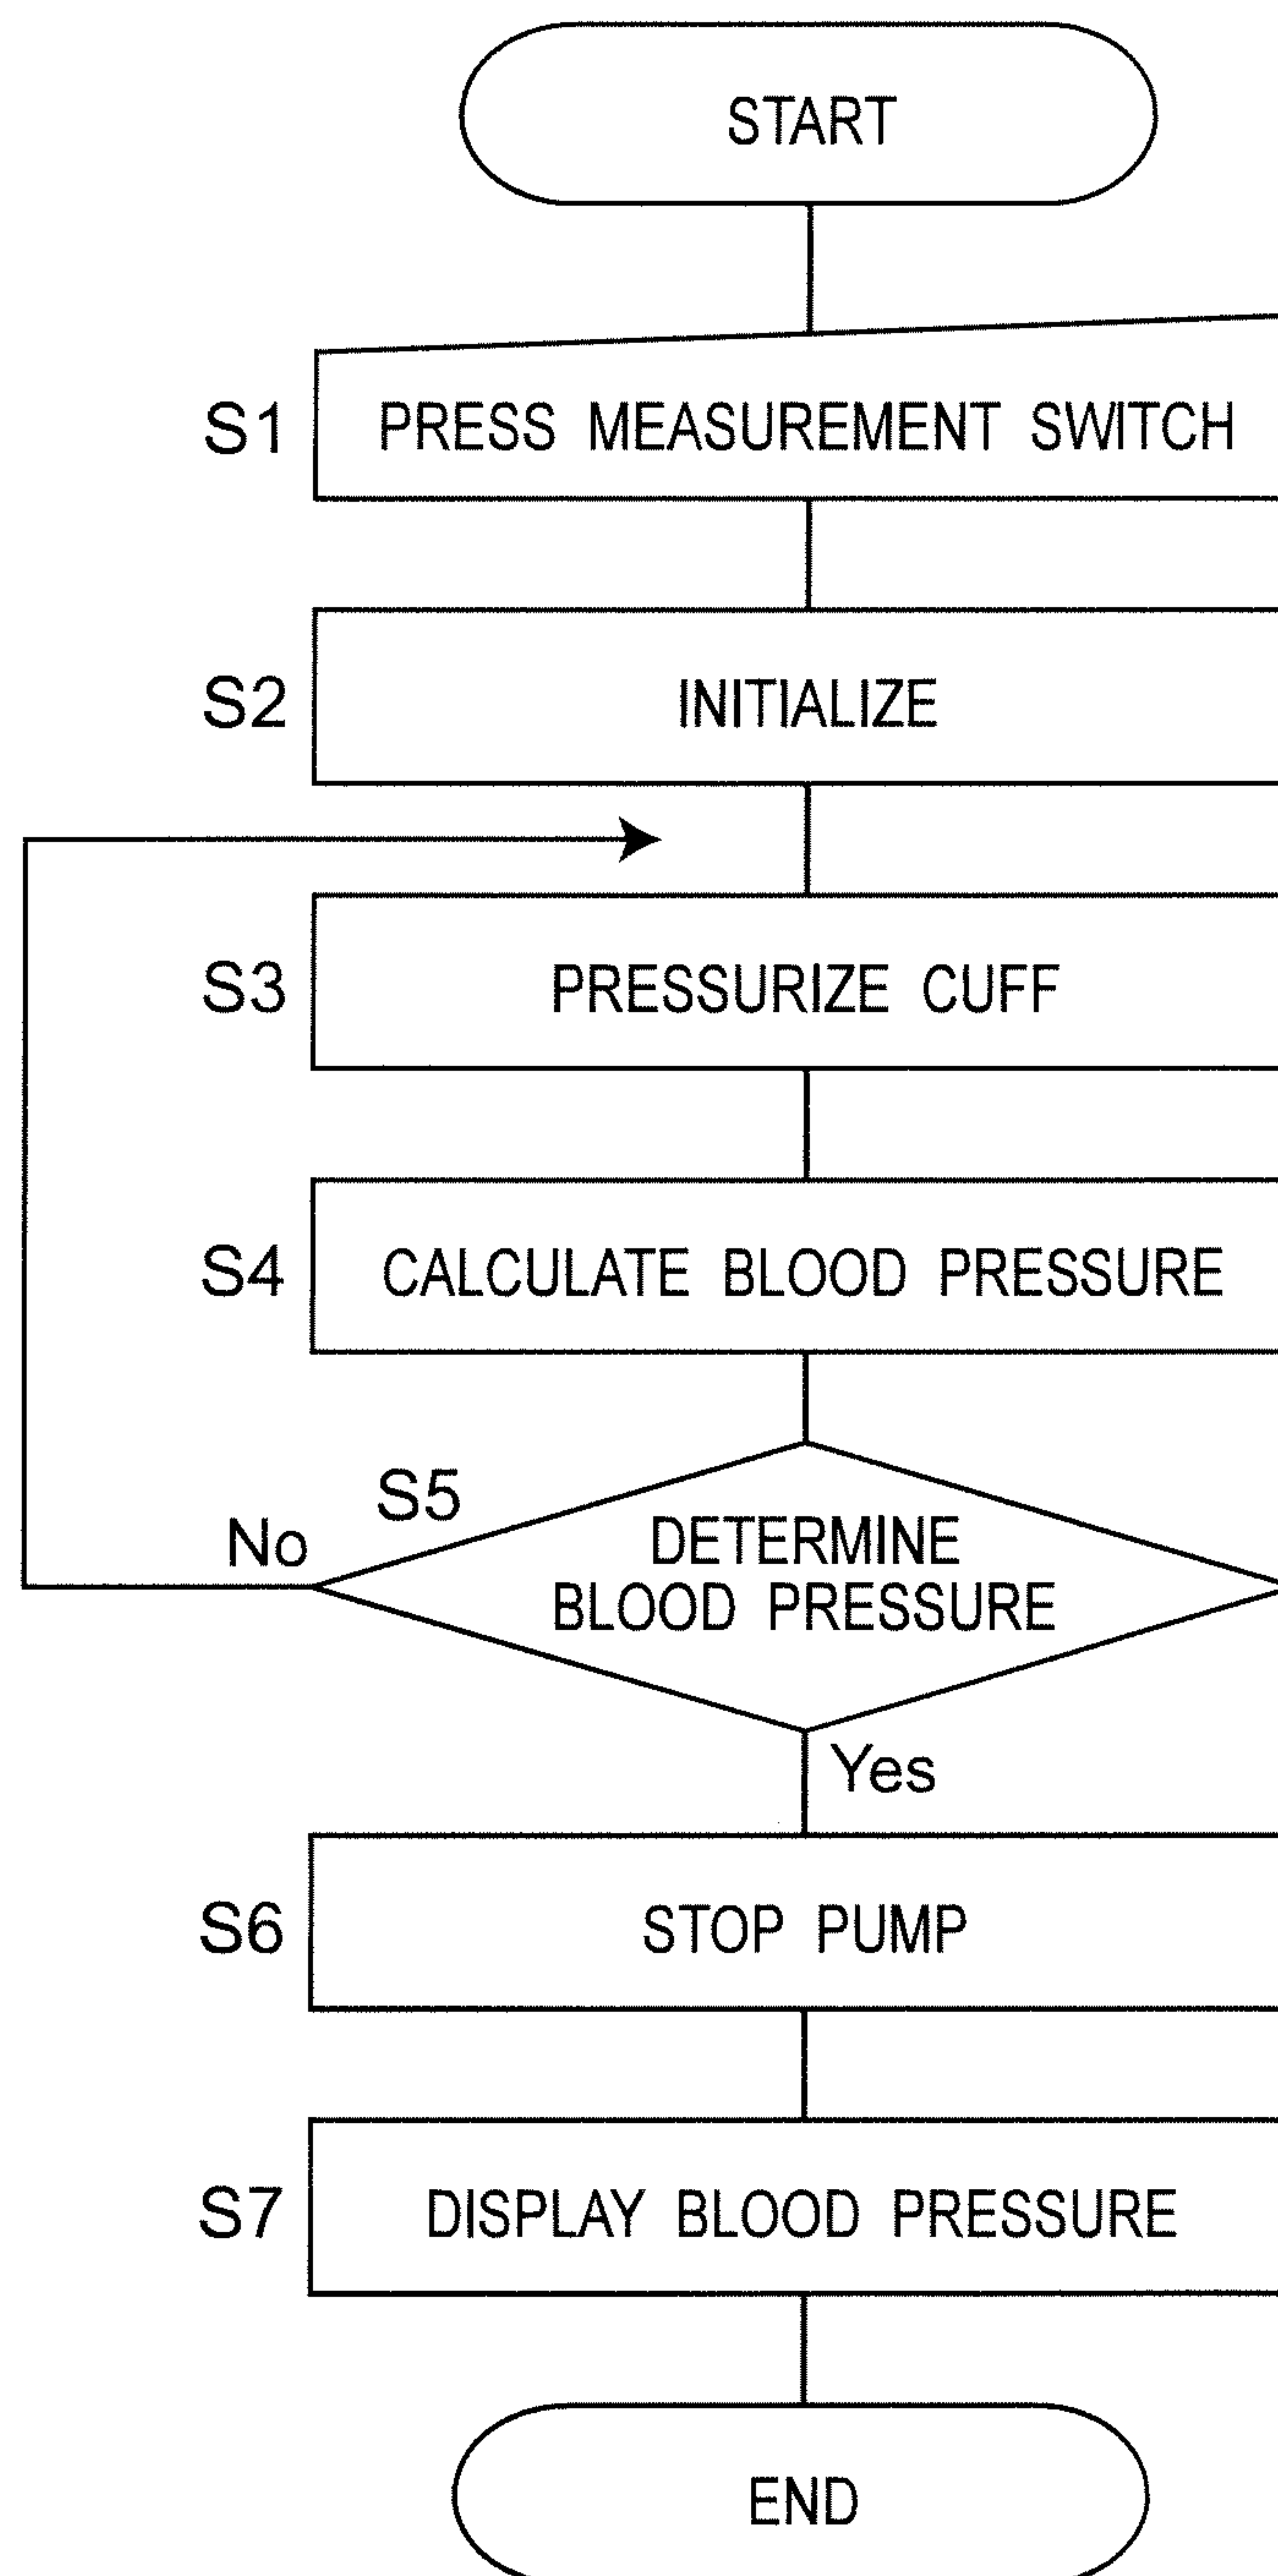 START
S1 PRESS MEASUREMENT SWITCH
S2 INITIALIZE
S3 PRESSURIZE CUFF
S4 CALCULATE BLOOD PRESSURE
S5
No
DETERMINE
BLOOD PRESSURE
Yes
S6 STOP PUMP
S7 DISPLAY BLOOD PRESSURE
END